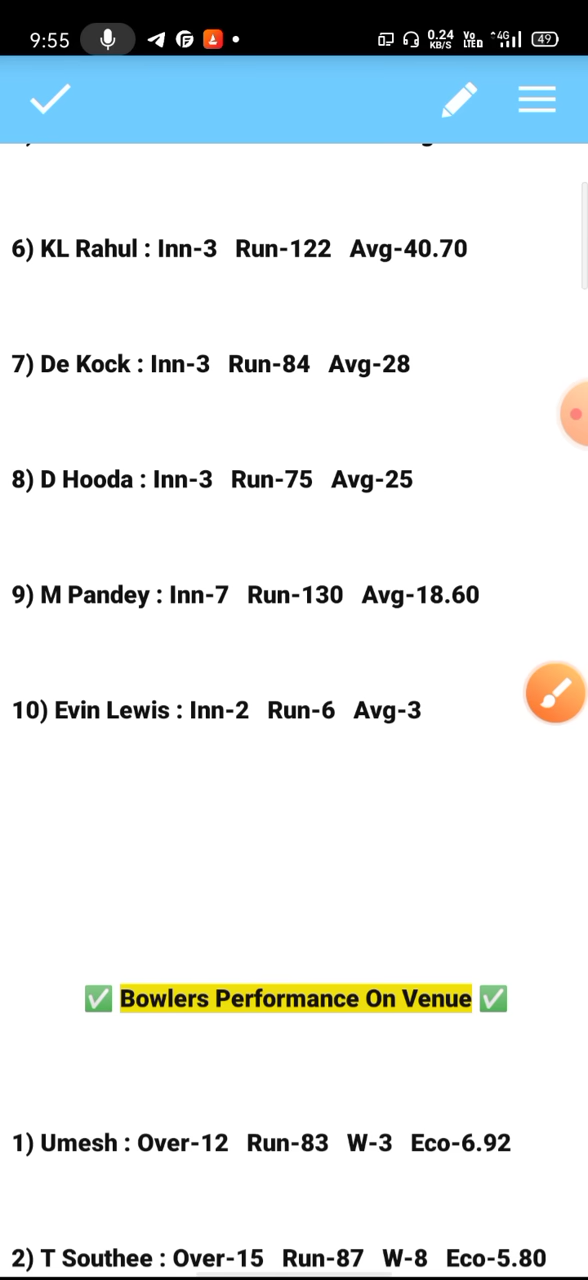 9:55
0.24
KB/S
Vo
LTE
4G
49
6) KL Rahul : Inn-3 Run-122 Avg-40.70
7) De Kock : Inn-3 Run-84 Avg-28
8) D Hooda : Inn-3 Run-75 Avg-25
9) M Pandey : Inn-7 Run-130 Avg-18.60
10) Evin Lewis : Inn-2 Run-6 Avg-3
✅ Bowlers Performance On Venue ✅
1) Umesh : Over-12 Run-83 W-3 Eco-6.92
2) T Southee : Over-15 Run-87 W-8 Eco-5.80